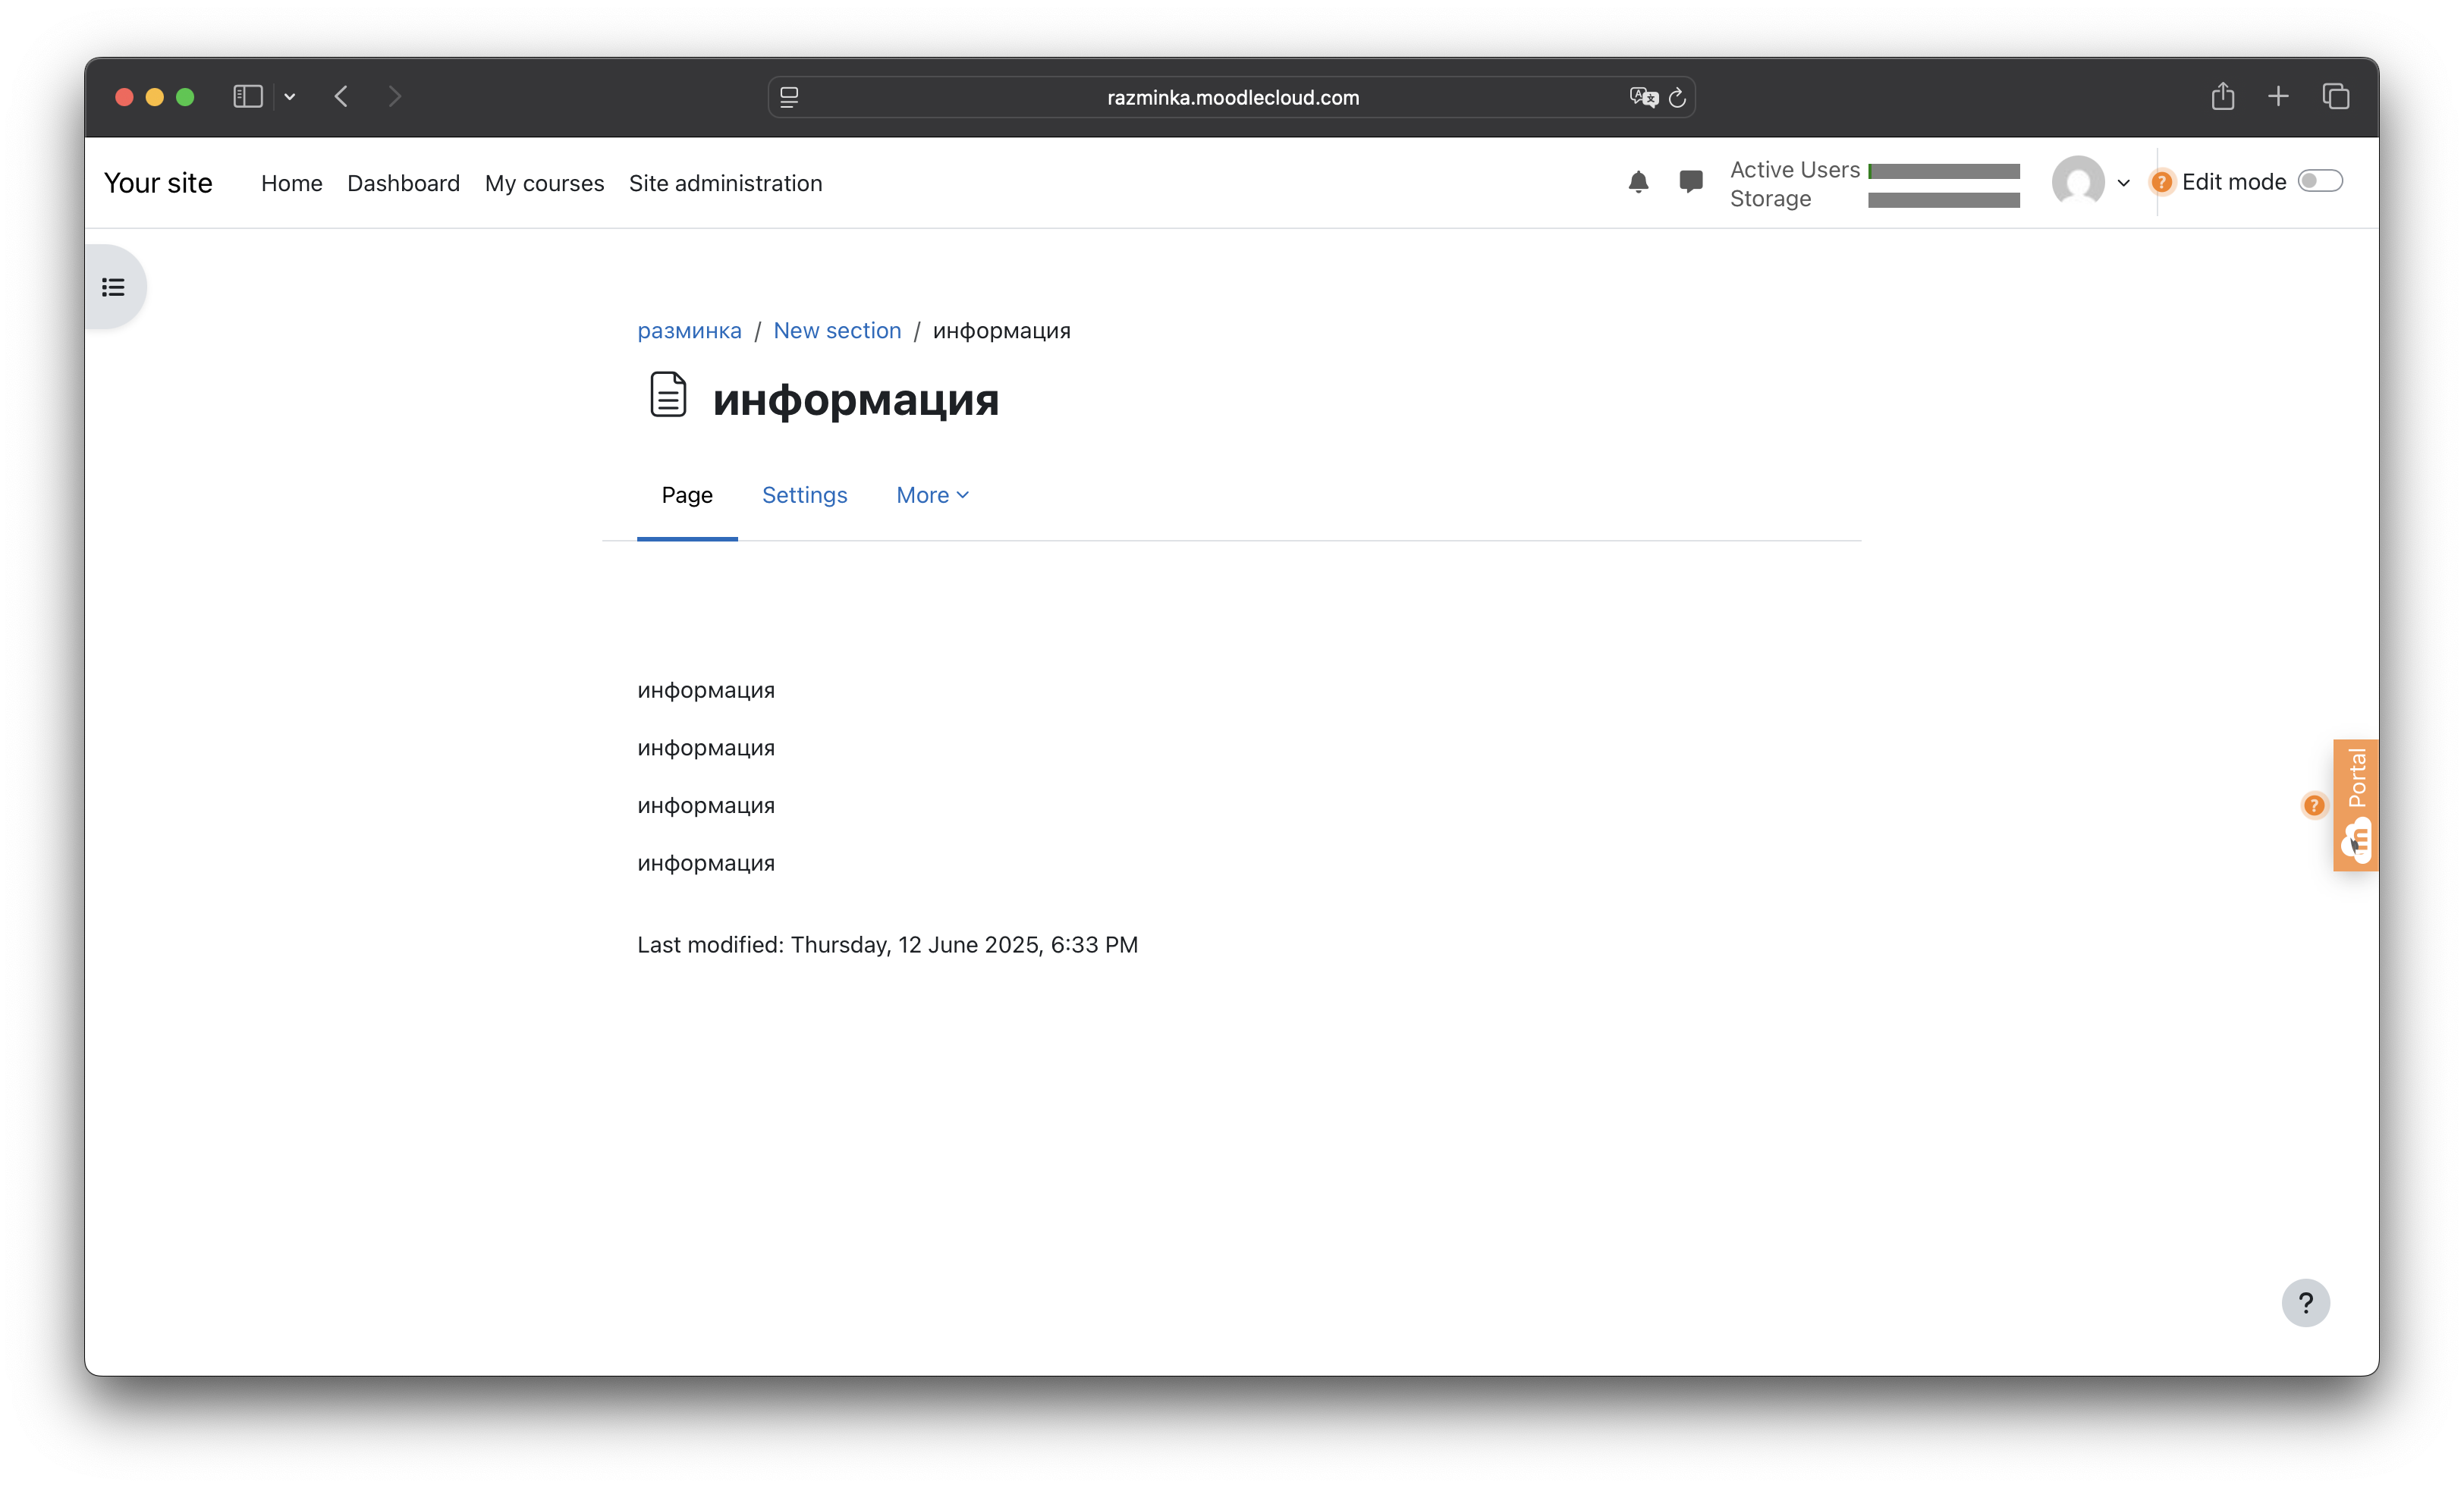 razminka.moodlecloud.com
Your site Home Dashboard My courses Site administration
Active Users
Storage
Edit mode
разминка / New section / информация
информация
Page Settings More
информация
информация
информация
информация
Portal
Last modified: Thursday, 12 June 2025, 6:33 PM
?